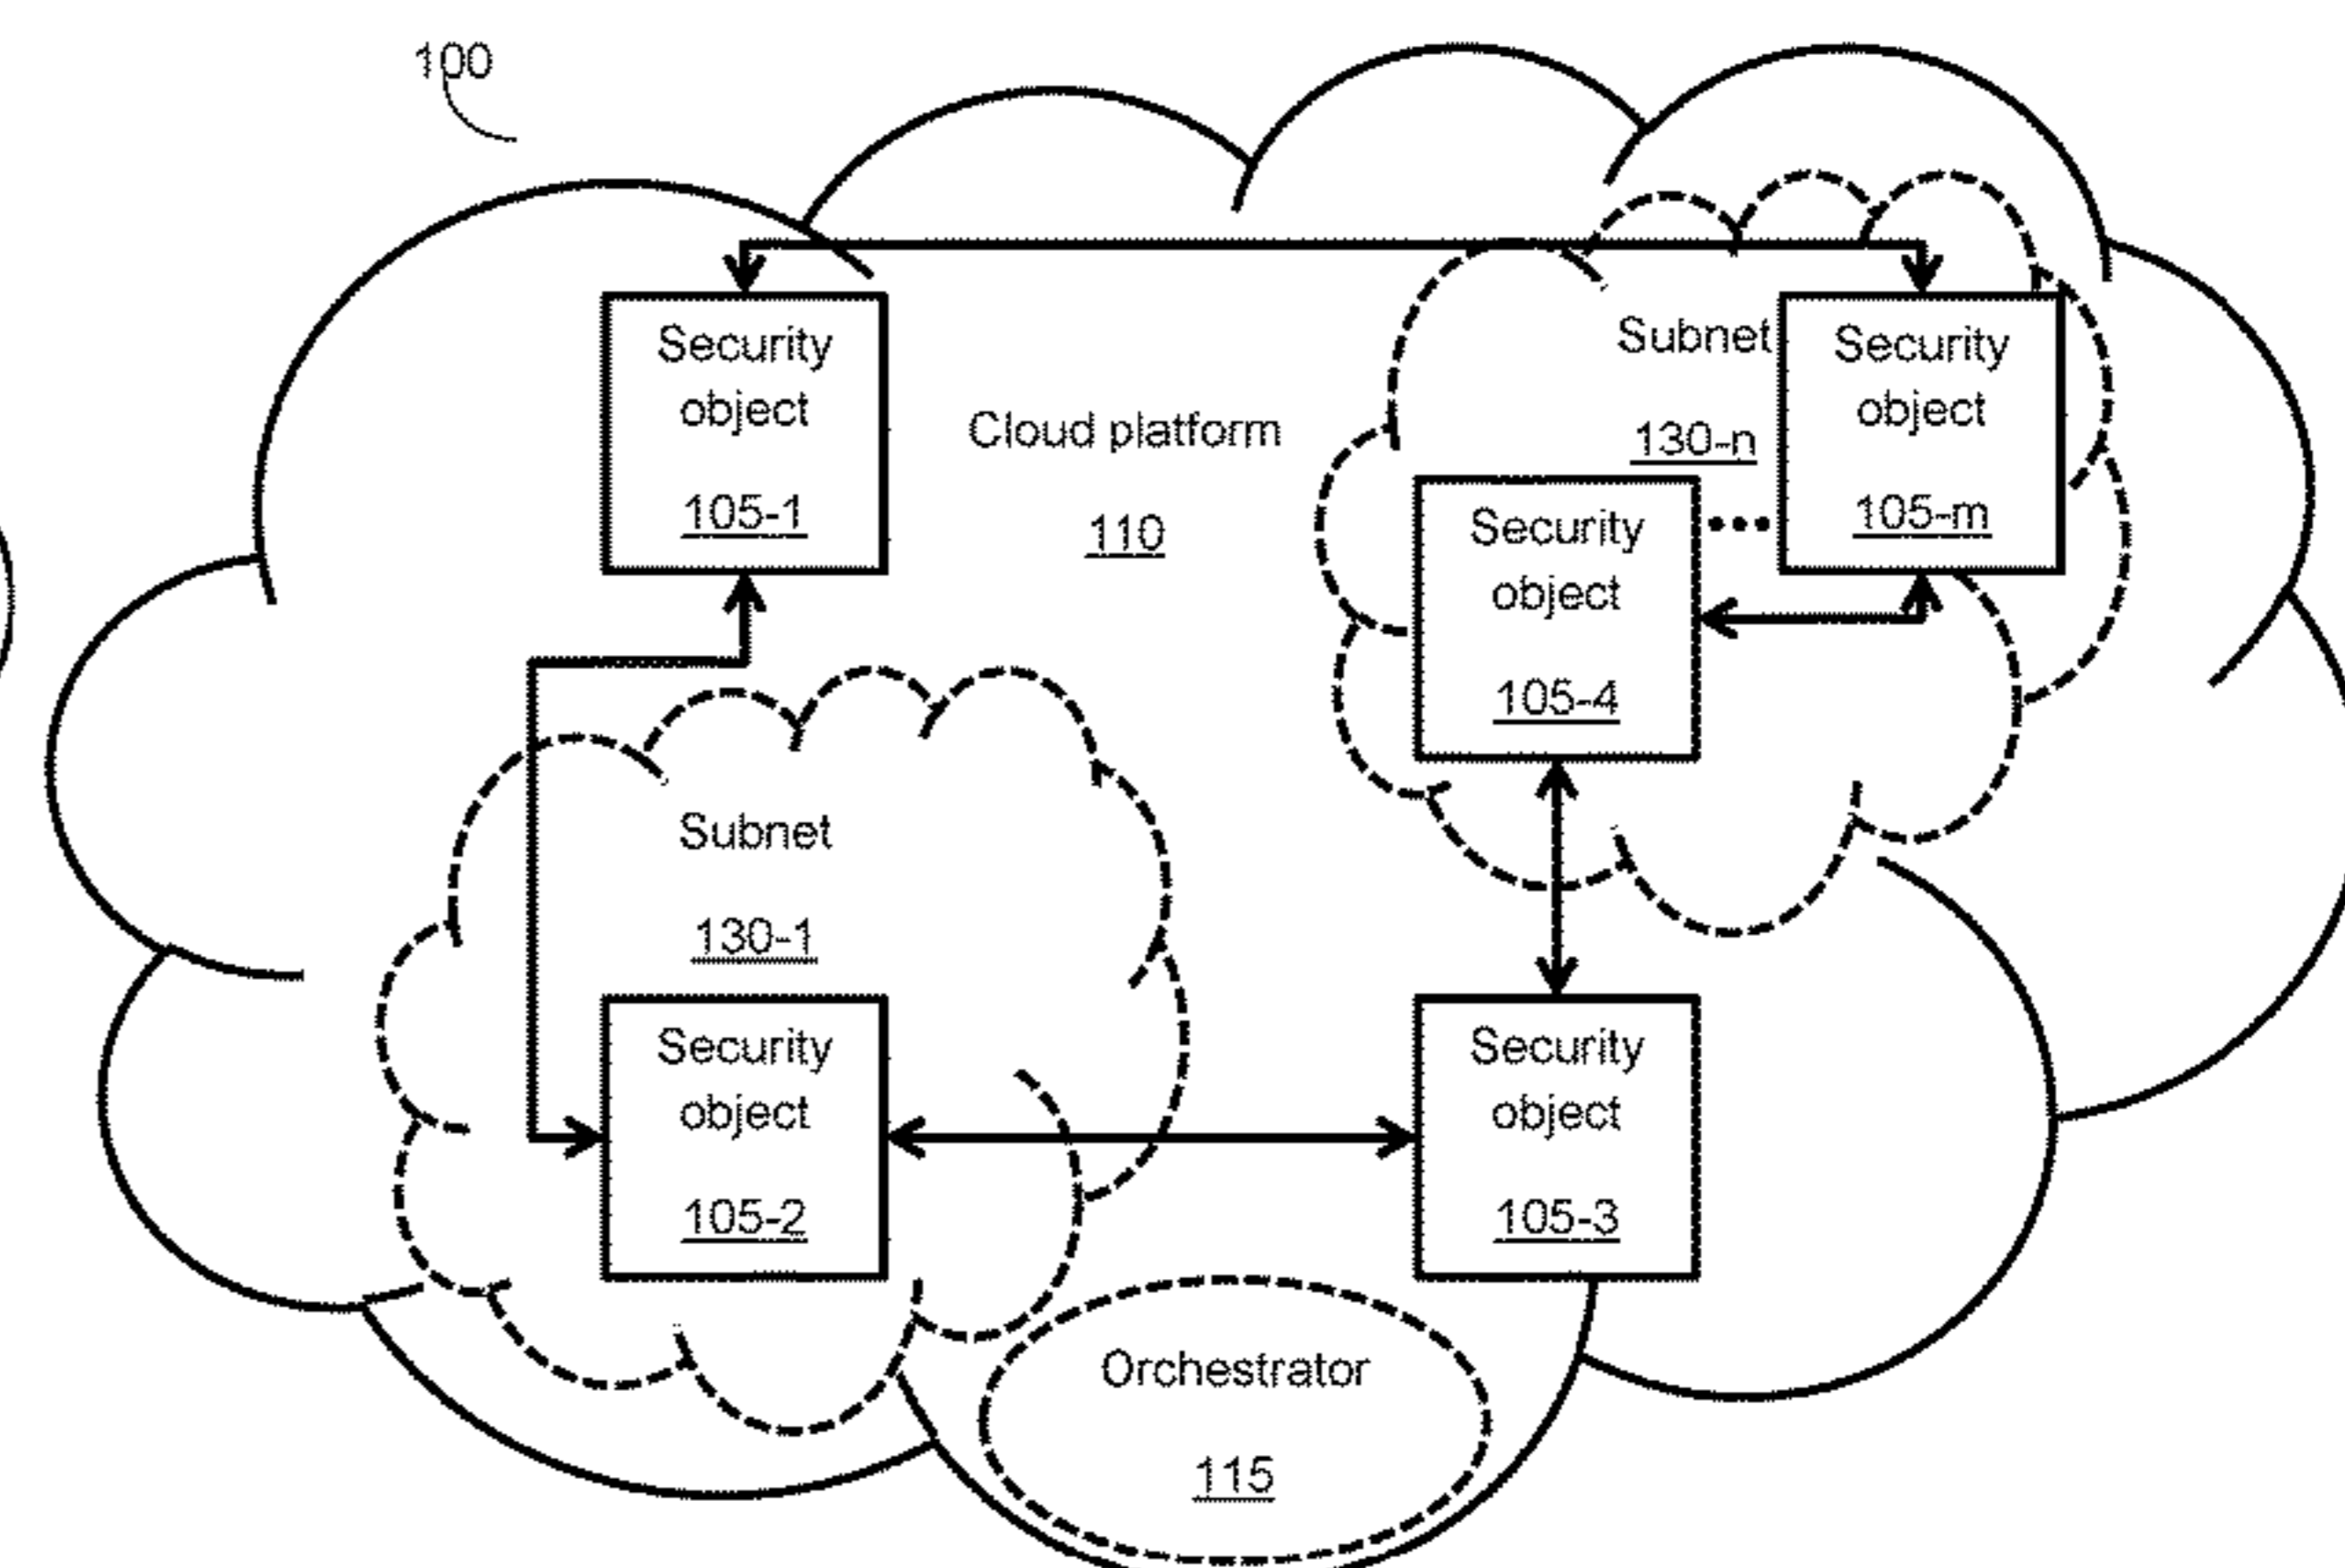 100
Security
object
105-1
Cloud platform
110
Subnet
130-n
Security
object
105-m
Security
object
105-4
Subnet
130-1
Security
object
105-2
Security
object
105-3
Orchestrator
115